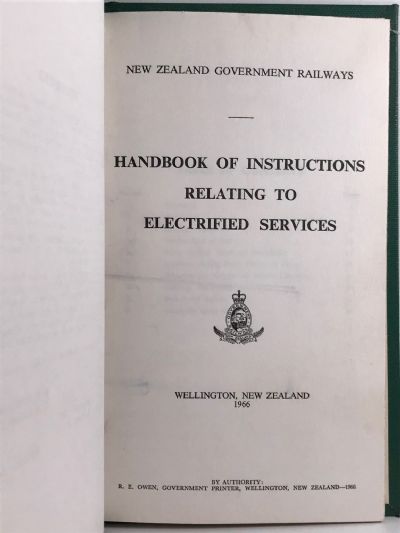 NEW ZEALAND GOVERNMENT RAILWAYS
HANDBOOK OF INSTRUCTIONS
RELATING TO
ELECTRIFIED SERVICES
WELLINGTON, NEW ZEALAND
1966
BY AUTHORITY:
R. E. OWEN, GOVERNMENT PRINTER, WELLINGTON, NEW ZEALAND—1966